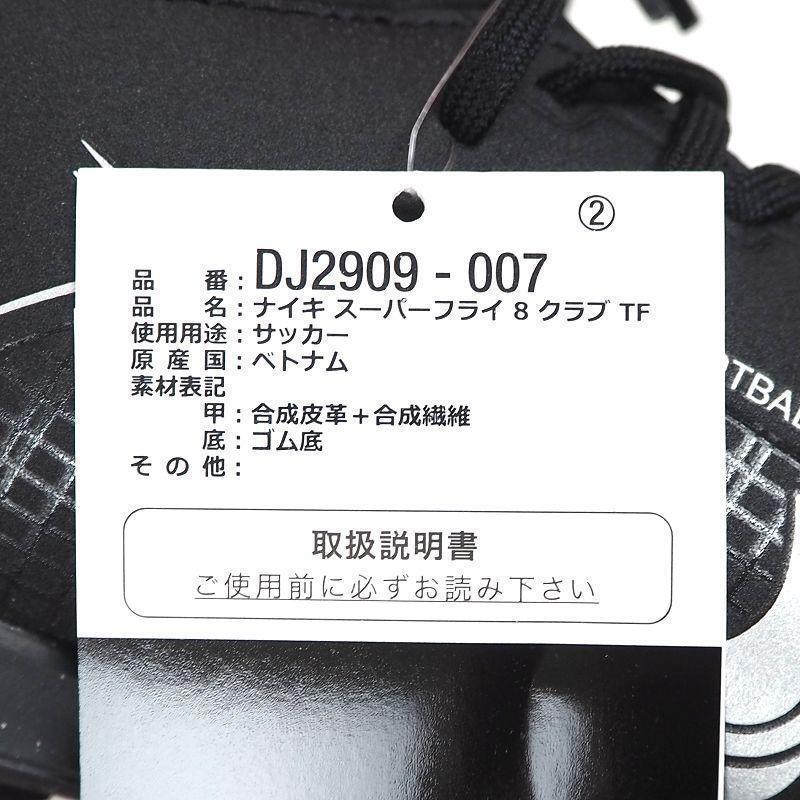 ②
品 番：DJ2909 - 007
品 名：ナイキ スーパーフライ 8 クラブ TF
使用用途：サッカー
原 産 国：ベトナム
素材表記
甲：合成皮革＋合成繊維
底：ゴム底
そ の 他：
取扱説明書
ご使用前に必ずお読み下さい